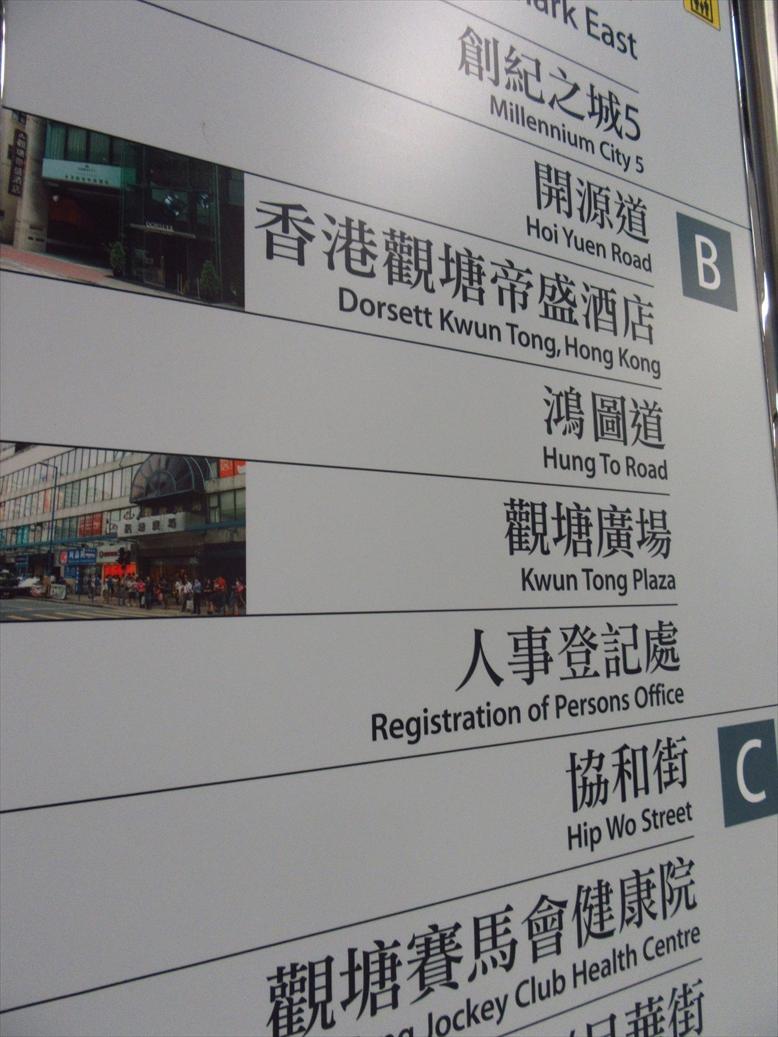 ark East
創紀之城5
Millennium City 5
B
開源道
Hoi Yuen Road
香港觀塘帝盛酒店
Dorsett Kwun Tong, Hong Kong
鴻圖道
Hung To Road
觀塘廣場
Kwun Tong Plaza
人事登記處
Registration of Persons Office
C
協和街
Hip Wo Street
觀塘賽馬會健康院
Jockey Club Health Centre